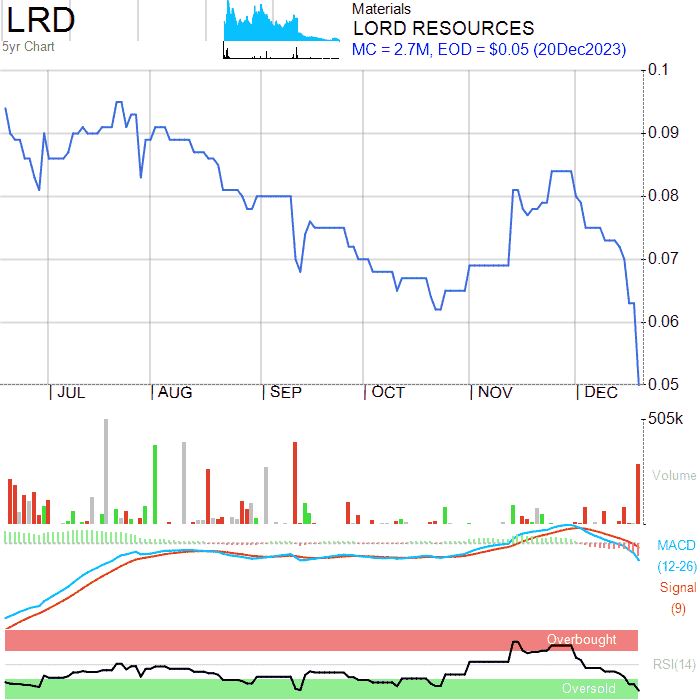 LRD
5yr Chart
Materials
LORD RESOURCES
MC = 2.7M, EOD = $0.05 (20Dec2023)
0.1
0.09
0.08
0.07
0.06
0.05
JUL AUG SEP OCT NOV DEC
505k
Volume
MACD
(12-26)
Signal
(9)
Overbought
RSI(14)
Oversold